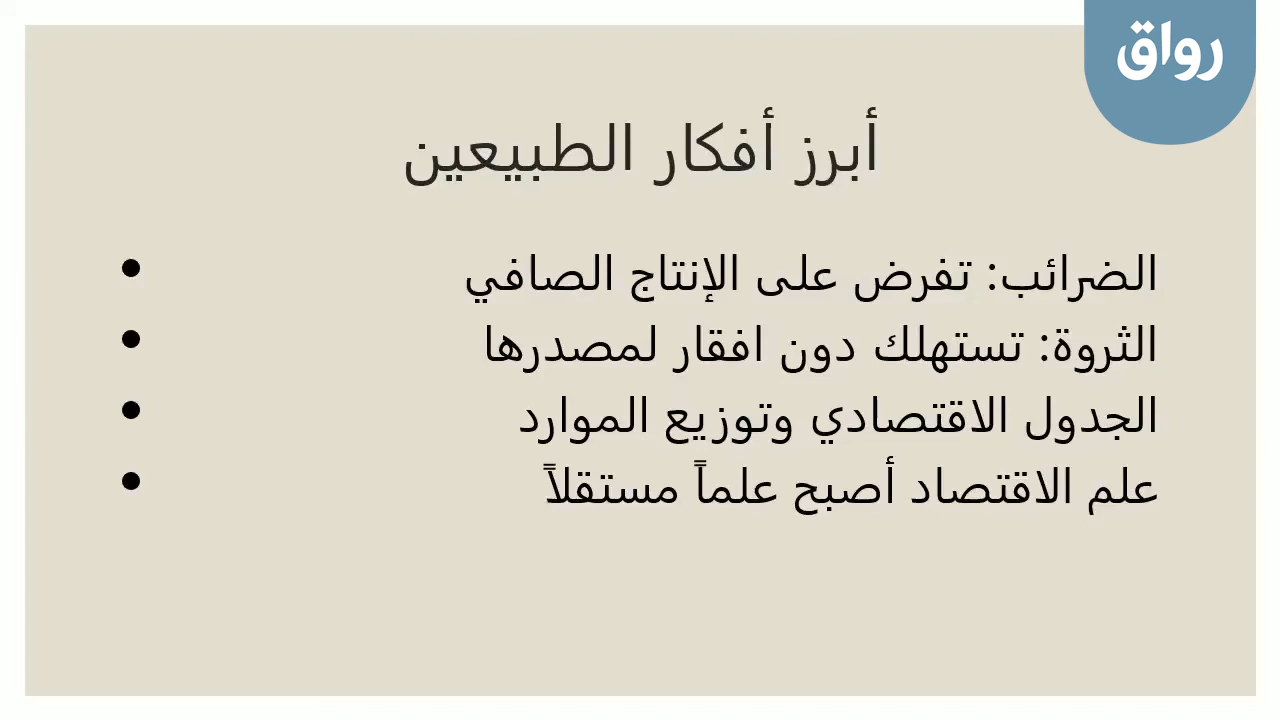 رواق
أبرز أفكار الطبيعين
الضرائب: تفرض على الإنتاج الصافي
الثروة: تستهلك دون افقار لمصدرها
الجدول الاقتصادي وتوزيع الموارد
علم الاقتصاد أصبح علماً مستقلاً